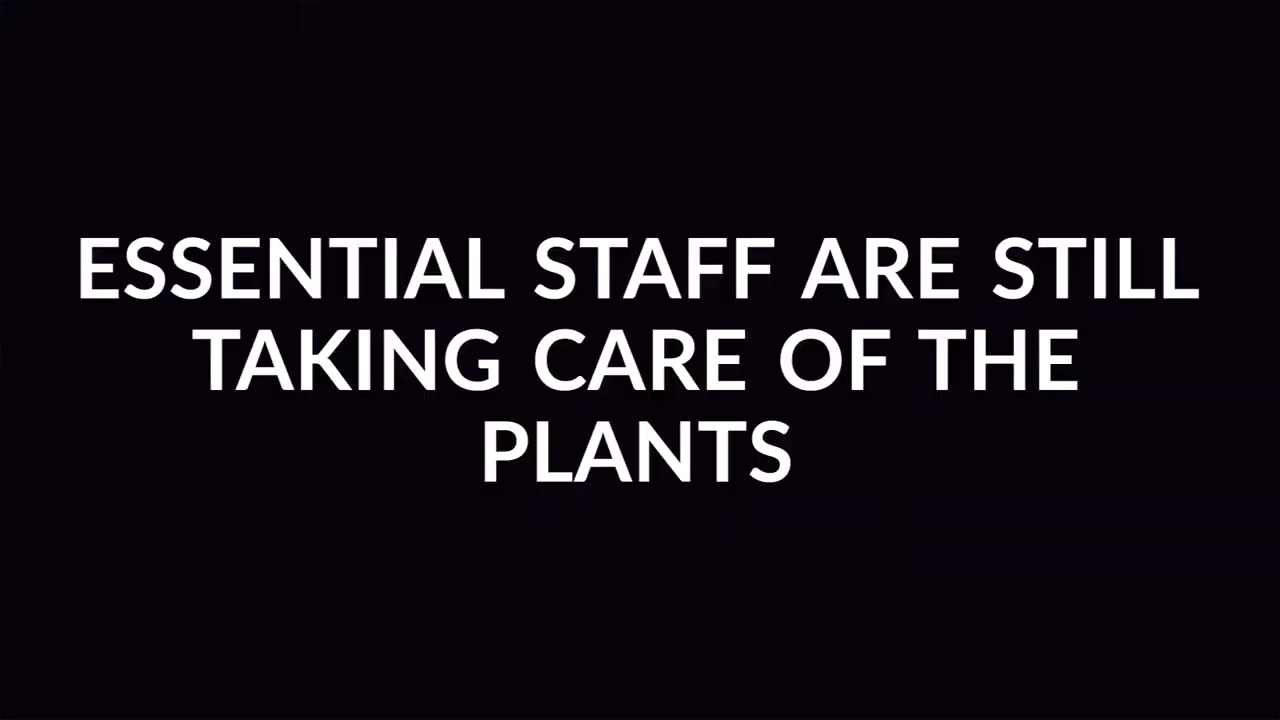 ESSENTIAL STAFF ARE STILL
TAKING CARE OF THE
PLANTS